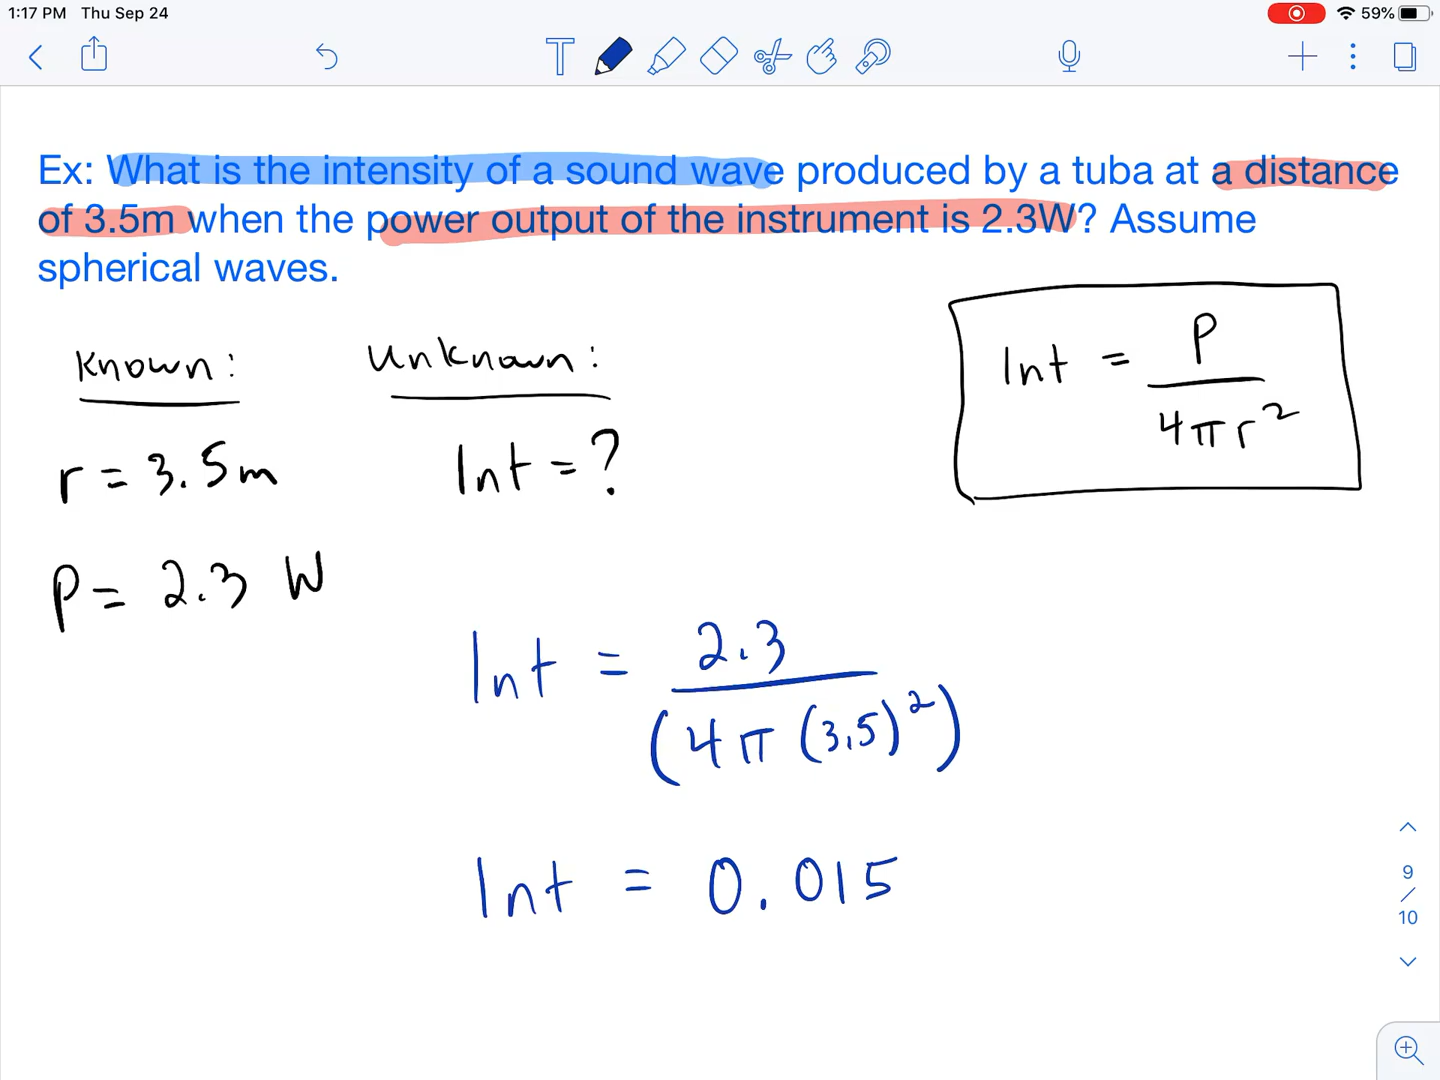 1:17 PM Thu Sep 24
59%
T
Ex: What is the intensity of a sound wave produced by a tuba at a distance
of 3.5m when the power output of the instrument is 2.3W? Assume
spherical waves.
Known:
Unknown:
Int = P / 4πr²
r = 3.5m
Int = ?
P = 2.3 W
Int = 2.3 / (4π(3.5)²)
Int = 0.015
9
/
10